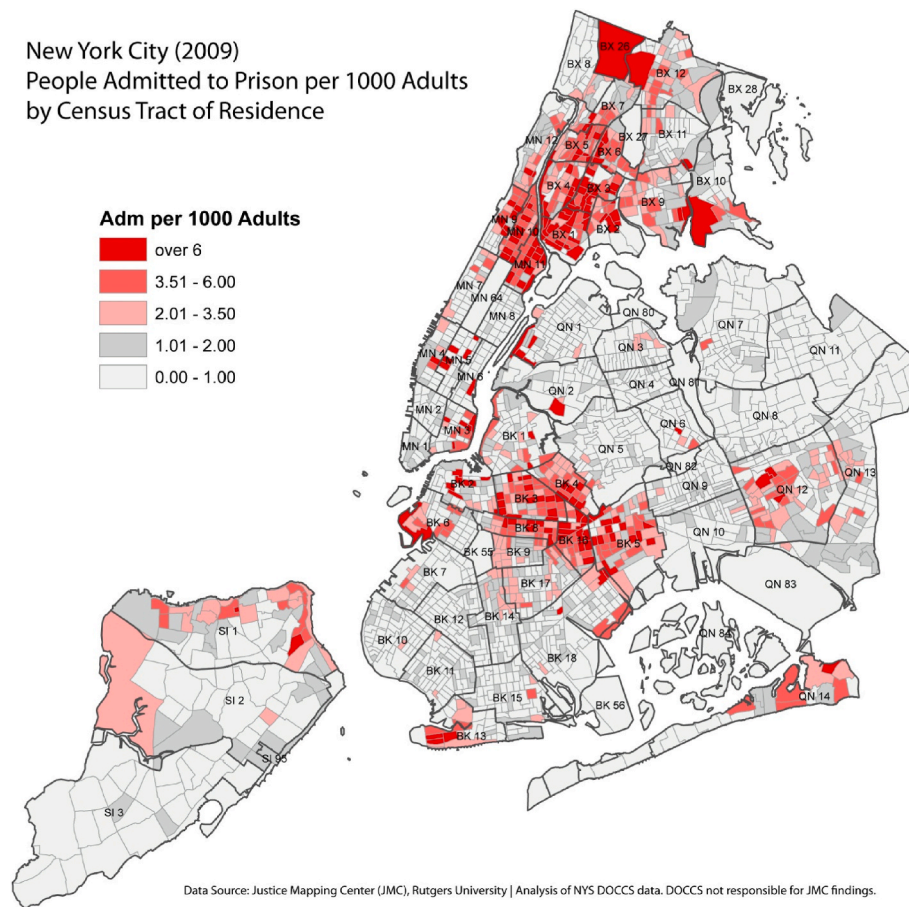 New York City (2009)
People Admitted to Prison per 1000 Adults
by Census Tract of Residence
Adm per 1000 Adults
over 6
3.51 - 6.00
2.01 - 3.50
1.01 - 2.00
0.00 - 1.00
BX 26
BX 8
BX 12
BX 28
BX 7
MN 12
BX 27
BX 11
BX 5
BX 6
BX 10
BX 4
BX 3
BX 9
MN 9
MN 10
BX 1
BX 2
MN 11
MN 7
MN 64
MN 8
QN 1
QN 80
QN 7
QN 11
QN 3
MN 4
MN 5
MN 6
QN 2
QN 4
QN 81
MN 2
QN 8
MN 3
BK 1
QN 6
MN 1
QN 5
QN 82
QN 13
BK 2
BK 4
QN 9
QN 12
BK 3
BK 6
BK 8
BK 16
QN 10
BK 5
BK 55
BK 9
BK 7
BK 17
QN 83
BK 12
BK 14
SI 1
BK 10
QN 84
BK 11
BK 18
SI 2
BK 15
QN 14
BK 56
BK 13
SI 95
SI 3
Data Source: Justice Mapping Center (JMC), Rutgers University | Analysis of NYS DOCCS data. DOCCS not responsible for JMC findings.